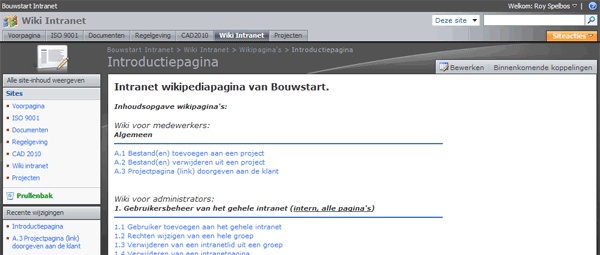 Bouwstart Intranet
Welkom: Roy Spelbos
Wiki Intranet
Deze site
Voorpagina
ISO 9001
Documenten
Regelgeving
CAD2010
Wiki Intranet
Projecten
Siteacties
Bouwstart Intranet > Wiki Intranet > Wikipagina's > Introductiepagina
Introductiepagina
Bewerken
Binnenkomende koppelingen
Alle site-inhoud weergeven
Sites
Voorpagina
ISO 9001
Documenten
Regelgeving
CAD 2010
Wiki intranet
Projecten
Prullenbak
Recente wijzigingen
Introductiepagina
A.3 Projectpagina (link)
doorgeven aan de klant
Intranet wikipediapagina van Bouwstart.
Inhoudsopgave wikipagina's:
Wiki voor medewerkers:
Algemeen
A.1 Bestand(en) toevoegen aan een project
A.2 Bestand(en) verwijderen uit een project
A.3 Projectpagina (link) doorgeven aan de klant
Wiki voor administrators:
1. Gebruikersbeheer van het gehele intranet (intern, alle pagina's)
1.1 Gebruiker toevoegen aan het gehele intranet
1.2 Rechten wijzigen van een hele groep
1.3 Verwijderen van een intranetlid uit een groep
1.4 Verwijderen van een intranetpagina